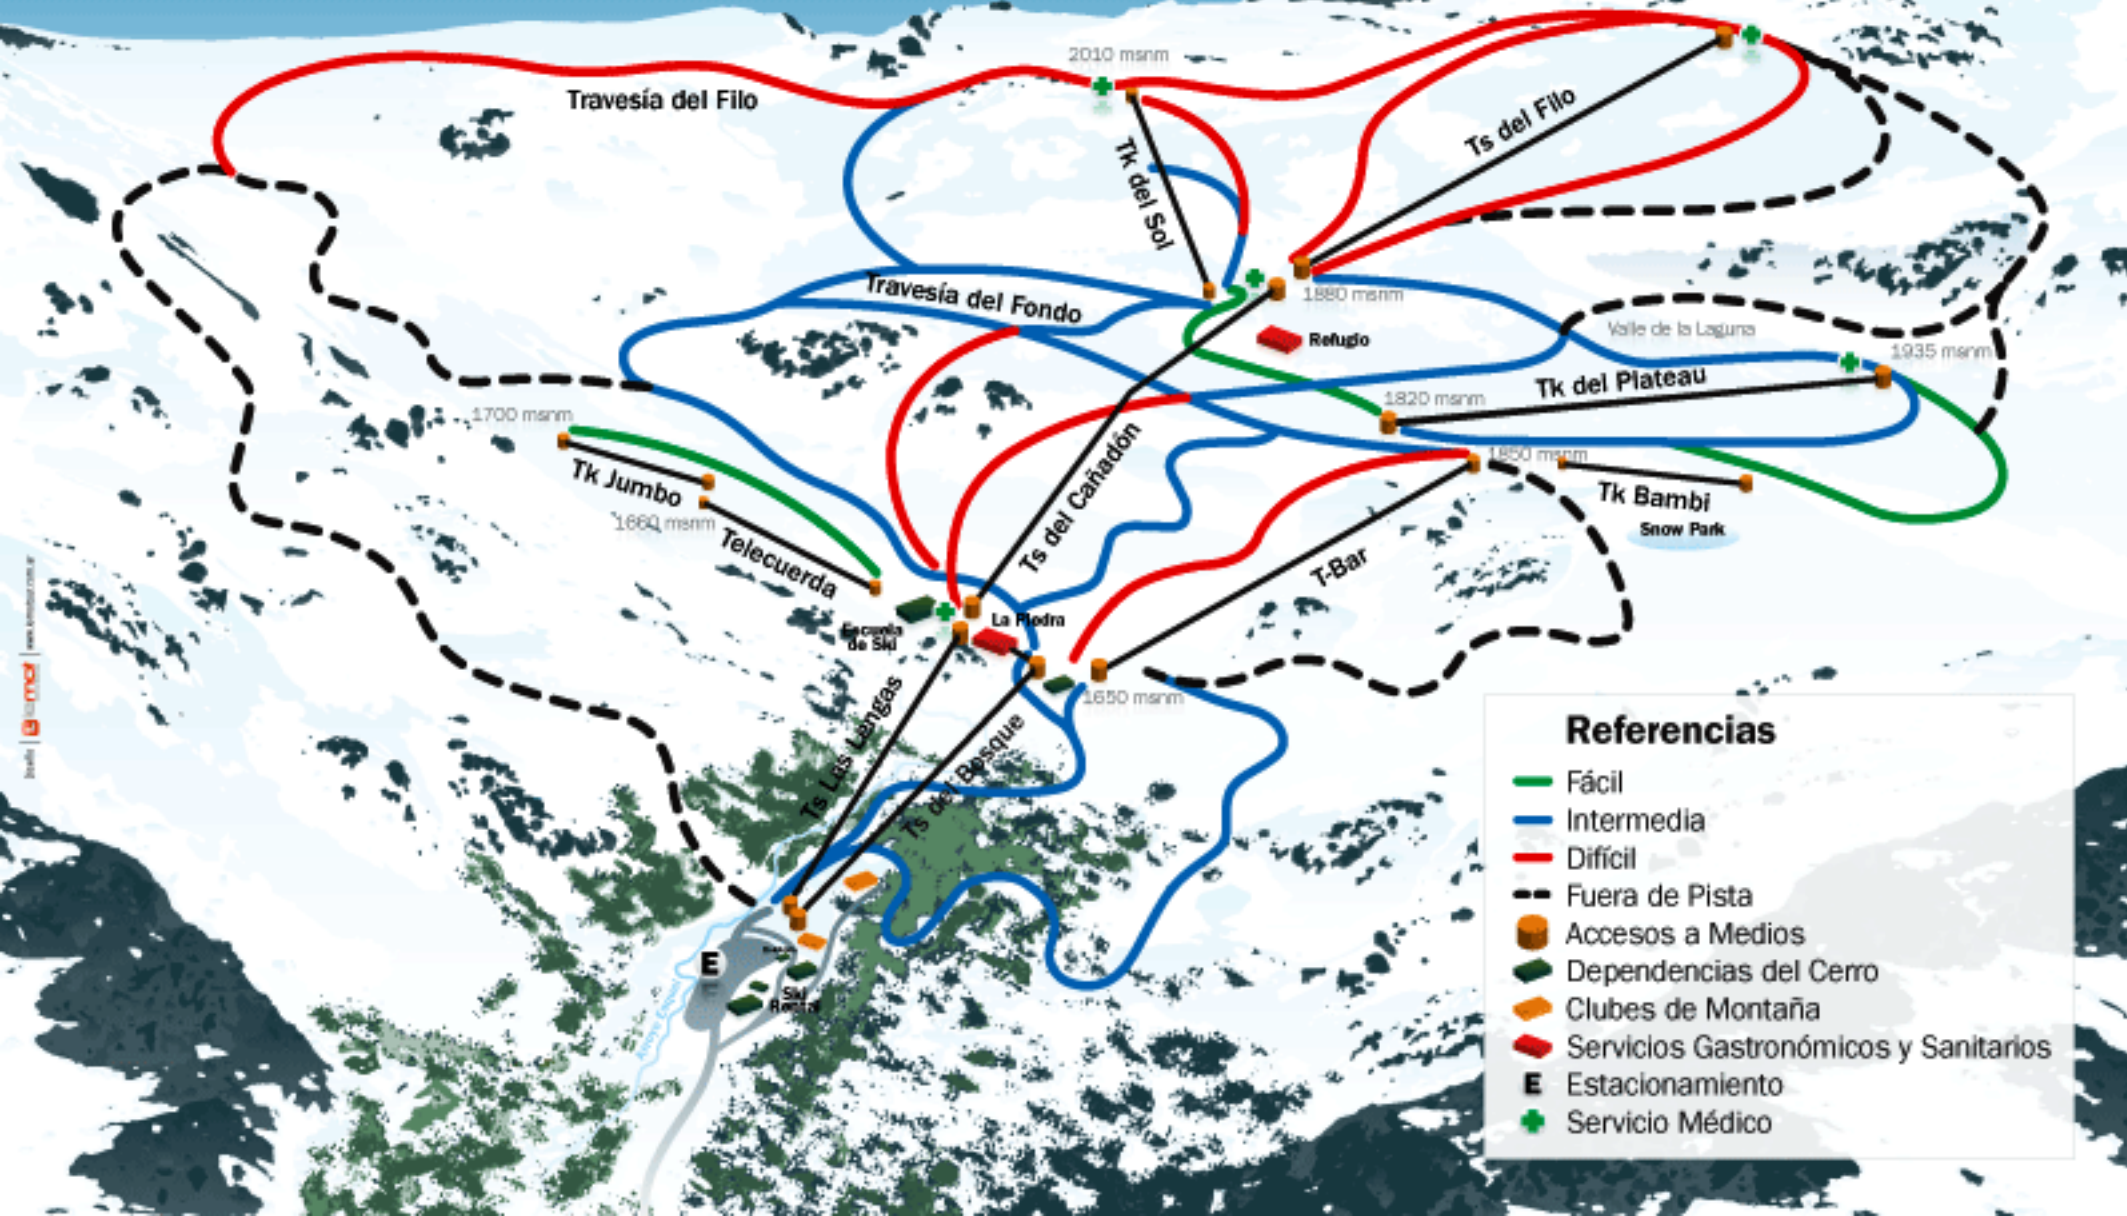 2010 msnm
Travesía del Filo
Ts del Filo
Tk del Sol
Travesía del Fondo
1880 msnm
Refugio
Valle de la Laguna
1935 msnm
Tk del Plateau
1820 msnm
1700 msnm
Tk Jumbo
1660 msnm
Telecuerda
Ts del Cañadón
1850 msnm
Tk Bambi
Snow Park
T-Bar
La Piedra
Escuela
de Ski
1650 msnm
Ts Las Lengas
Ts del Bosque
E
Ski
Rental
Arroyo Esquel
Referencias
Fácil
Intermedia
Difícil
Fuera de Pista
Accesos a Medios
Dependencias del Cerro
Clubes de Montaña
Servicios Gastronómicos y Sanitarios
E Estacionamiento
Servicio Médico